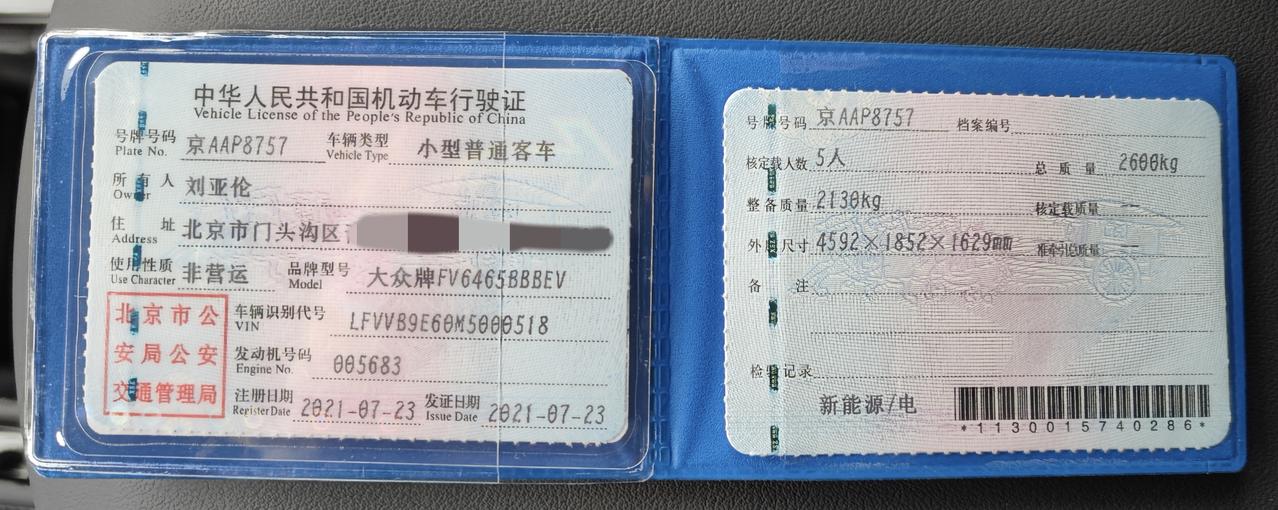 中华人民共和国机动车行驶证
Vehicle License of the People's Republic of China
号牌号码 京AAP8757 车辆类型 小型普通客车
Plate No. Vehicle Type
所有人 刘亚伦
Owner
住址 北京市门头沟区
Address
使用性质 非营运 品牌型号 大众牌FV6465BBBEV
Use Character Model
北京市公
安局公安
交通管理局
车辆识别代号 LFVVB9E60M5000518
VIN
发动机号码 005683
Engine No.
注册日期 2021-07-23 发证日期 2021-07-23
Register Date Issue Date
号牌号码 京AAP8757 档案编号
核定载人数 5人 总质量 2600kg
整备质量 2130kg 核定载质量 —
外廓尺寸 4592×1852×1629mm 准牵引总质量 —
备注
检验记录
新能源/电
*1130015740286*